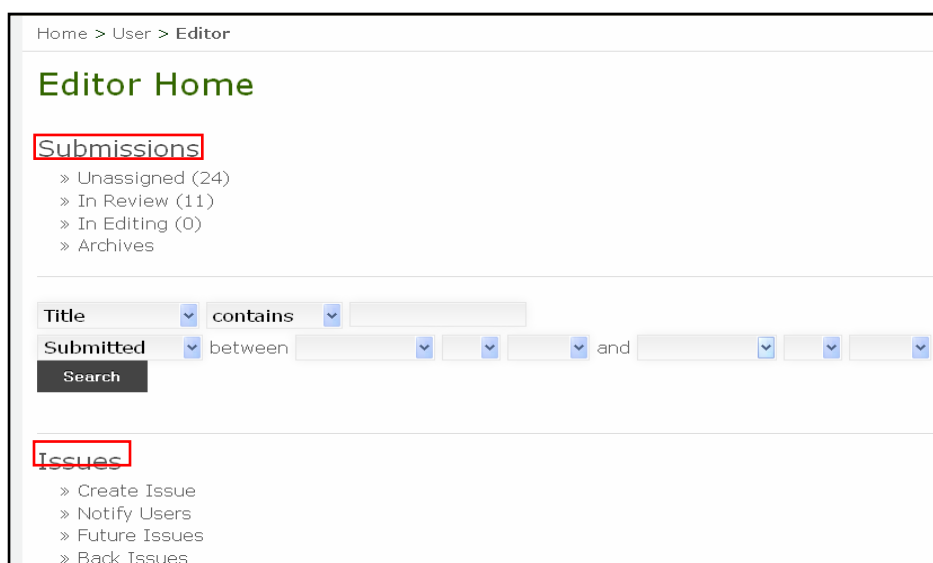 Home > User > Editor
Editor Home
Submissions
» Unassigned (24)
» In Review (11)
» In Editing (0)
» Archives
Title contains
Submitted between and
Search
Issues
» Create Issue
» Notify Users
» Future Issues
» Back Issues